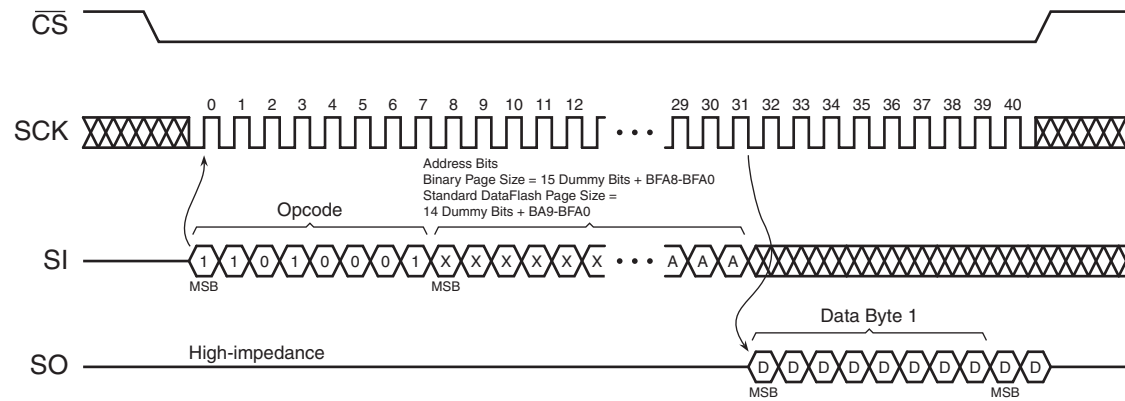 CS
SCK
0 1 2 3 4 5 6 7 8 9 10 11 12 29 30 31 32 33 34 35 36 37 38 39 40
Address Bits
Binary Page Size = 15 Dummy Bits + BFA8-BFA0
Standard DataFlash Page Size =
14 Dummy Bits + BA9-BFA0
Opcode
SI
1 1 0 1 0 0 0 1 X X X X X X A A A
MSB MSB
Data Byte 1
High-impedance
SO
D D D D D D D D D D
MSB MSB